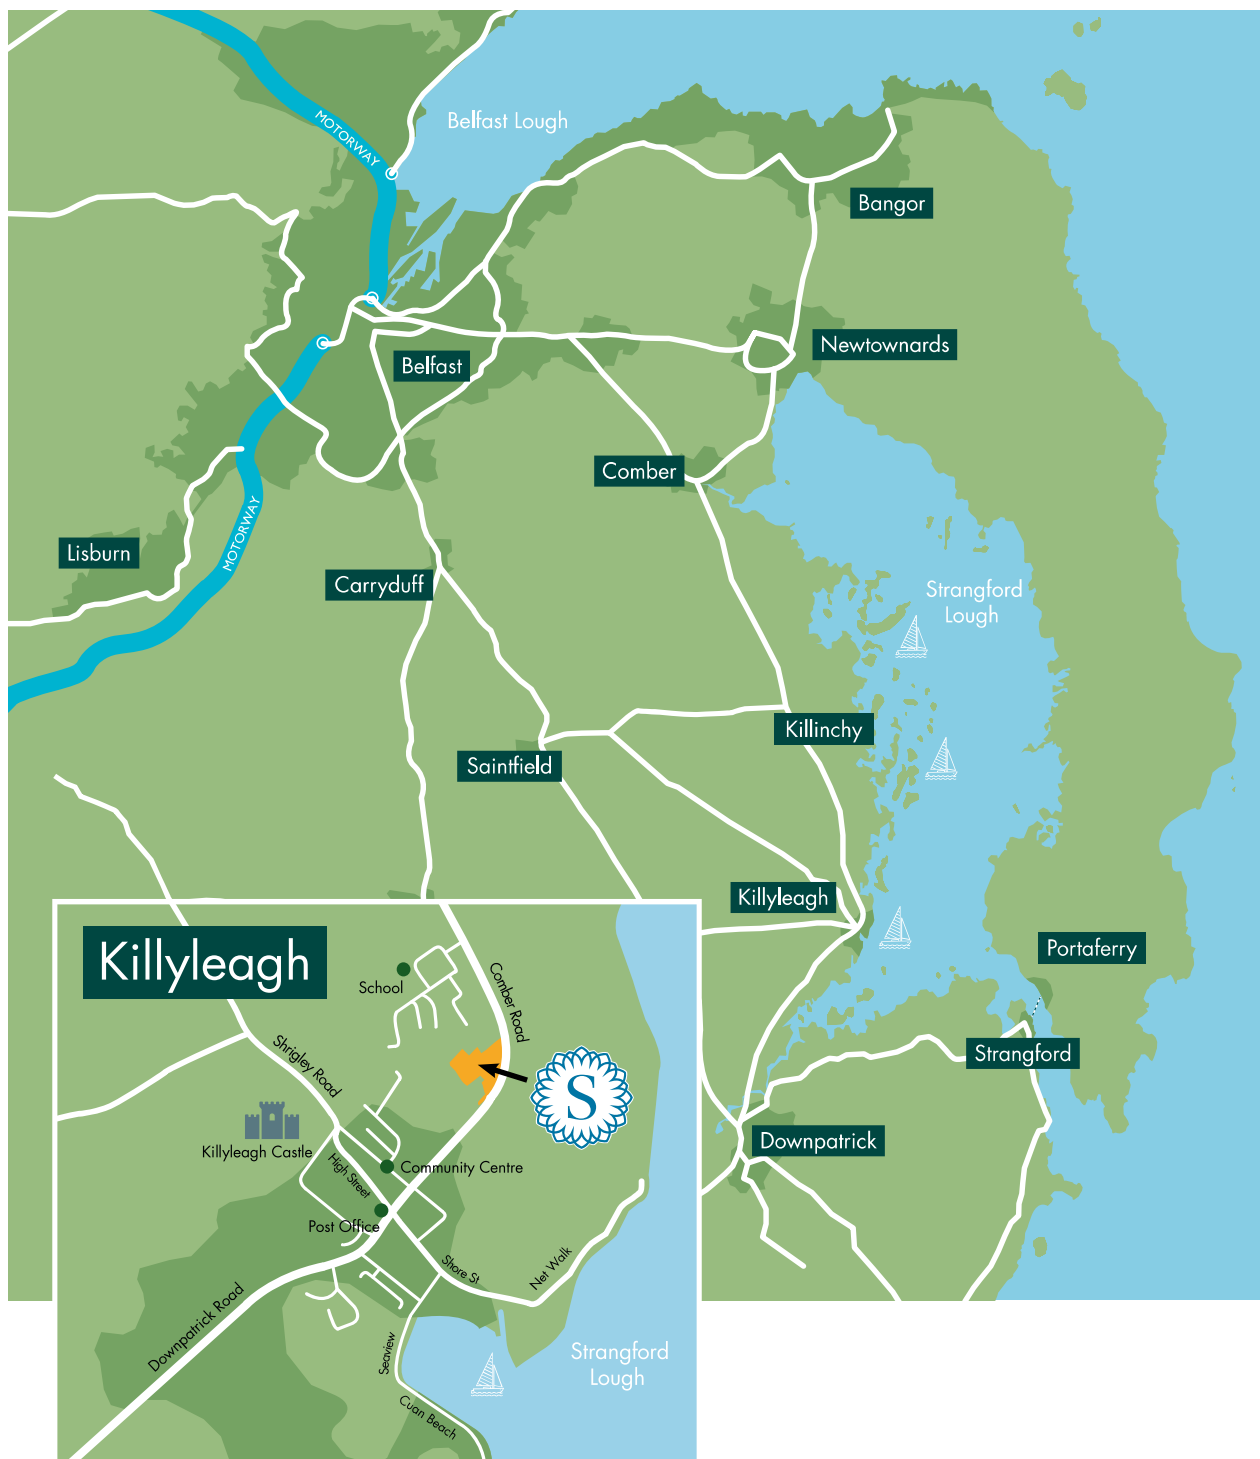 MOTORWAY
Belfast Lough
Bangor
Newtownards
Belfast
Comber
MOTORWAY
Lisburn
Carryduff
Strangford
Lough
Killinchy
Saintfield
Killyleagh
Portaferry
Strangford
Downpatrick
Killyleagh
School
Comber Road
Shrigley Road
S
Killyleagh Castle
High Street
Community Centre
Post Office
Shore St
Net Walk
Downpatrick Road
Seaview
Strangford
Lough
Cuan Beach